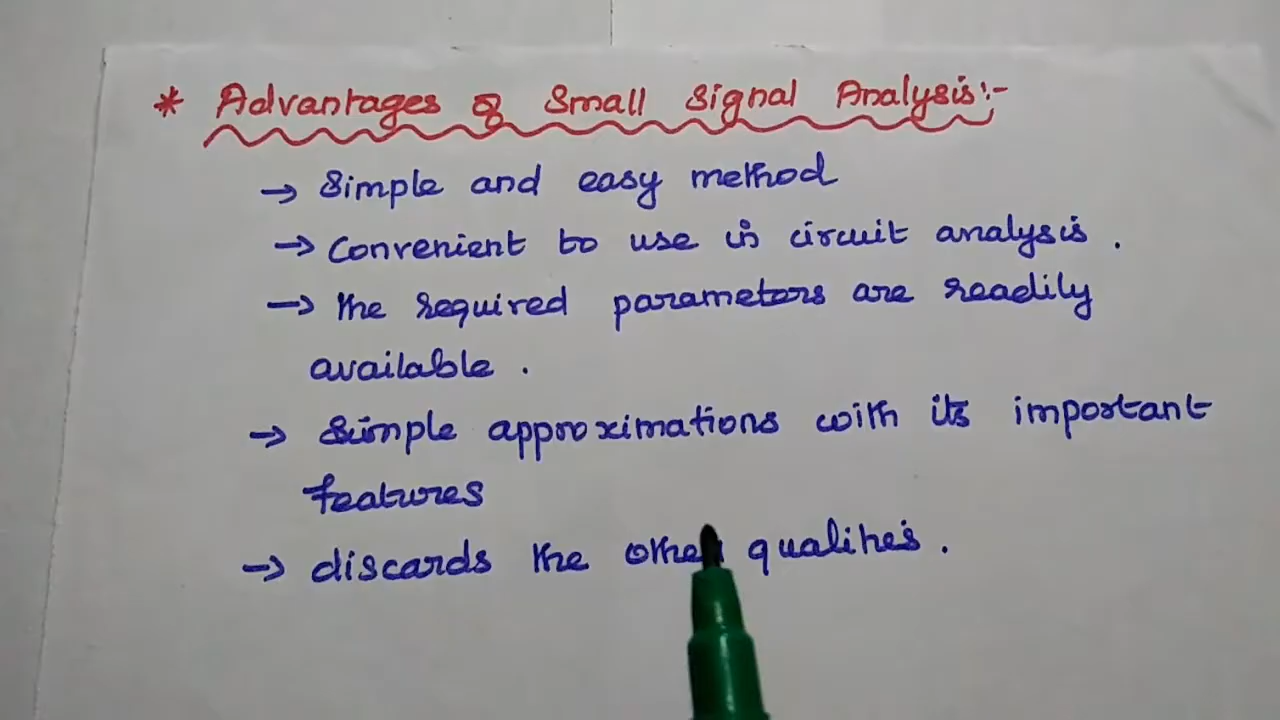 * Advantages of Small Signal Analysis:-
→ Simple and easy method
→ Convenient to use in circuit analysis.
→ the required parameters are readily
available.
→ Simple approximations with its important
features
→ discards the other qualities.